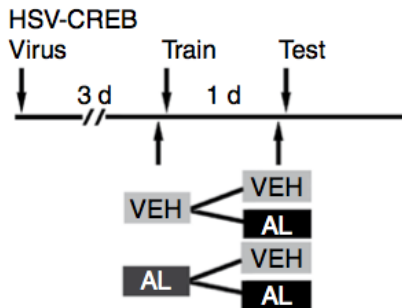 HSV-CREB
Virus Train Test
3 d 1 d
VEH
VEH
AL
AL
VEH
AL